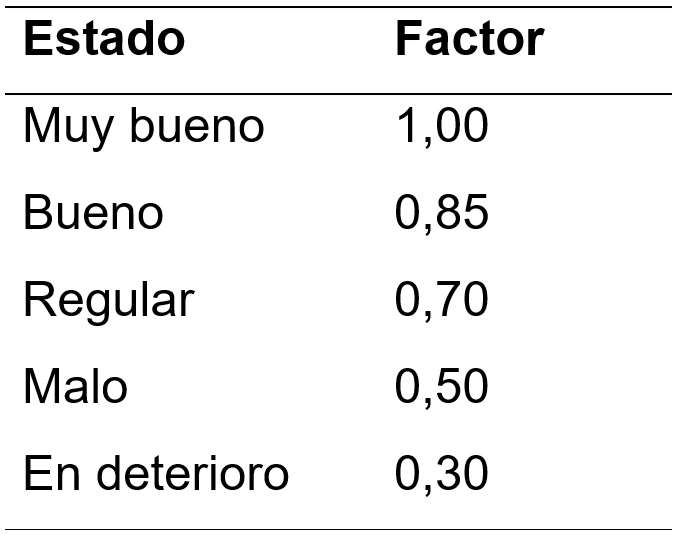 Estado Factor
Muy bueno 1,00
Bueno 0,85
Regular 0,70
Malo 0,50
En deterioro 0,30